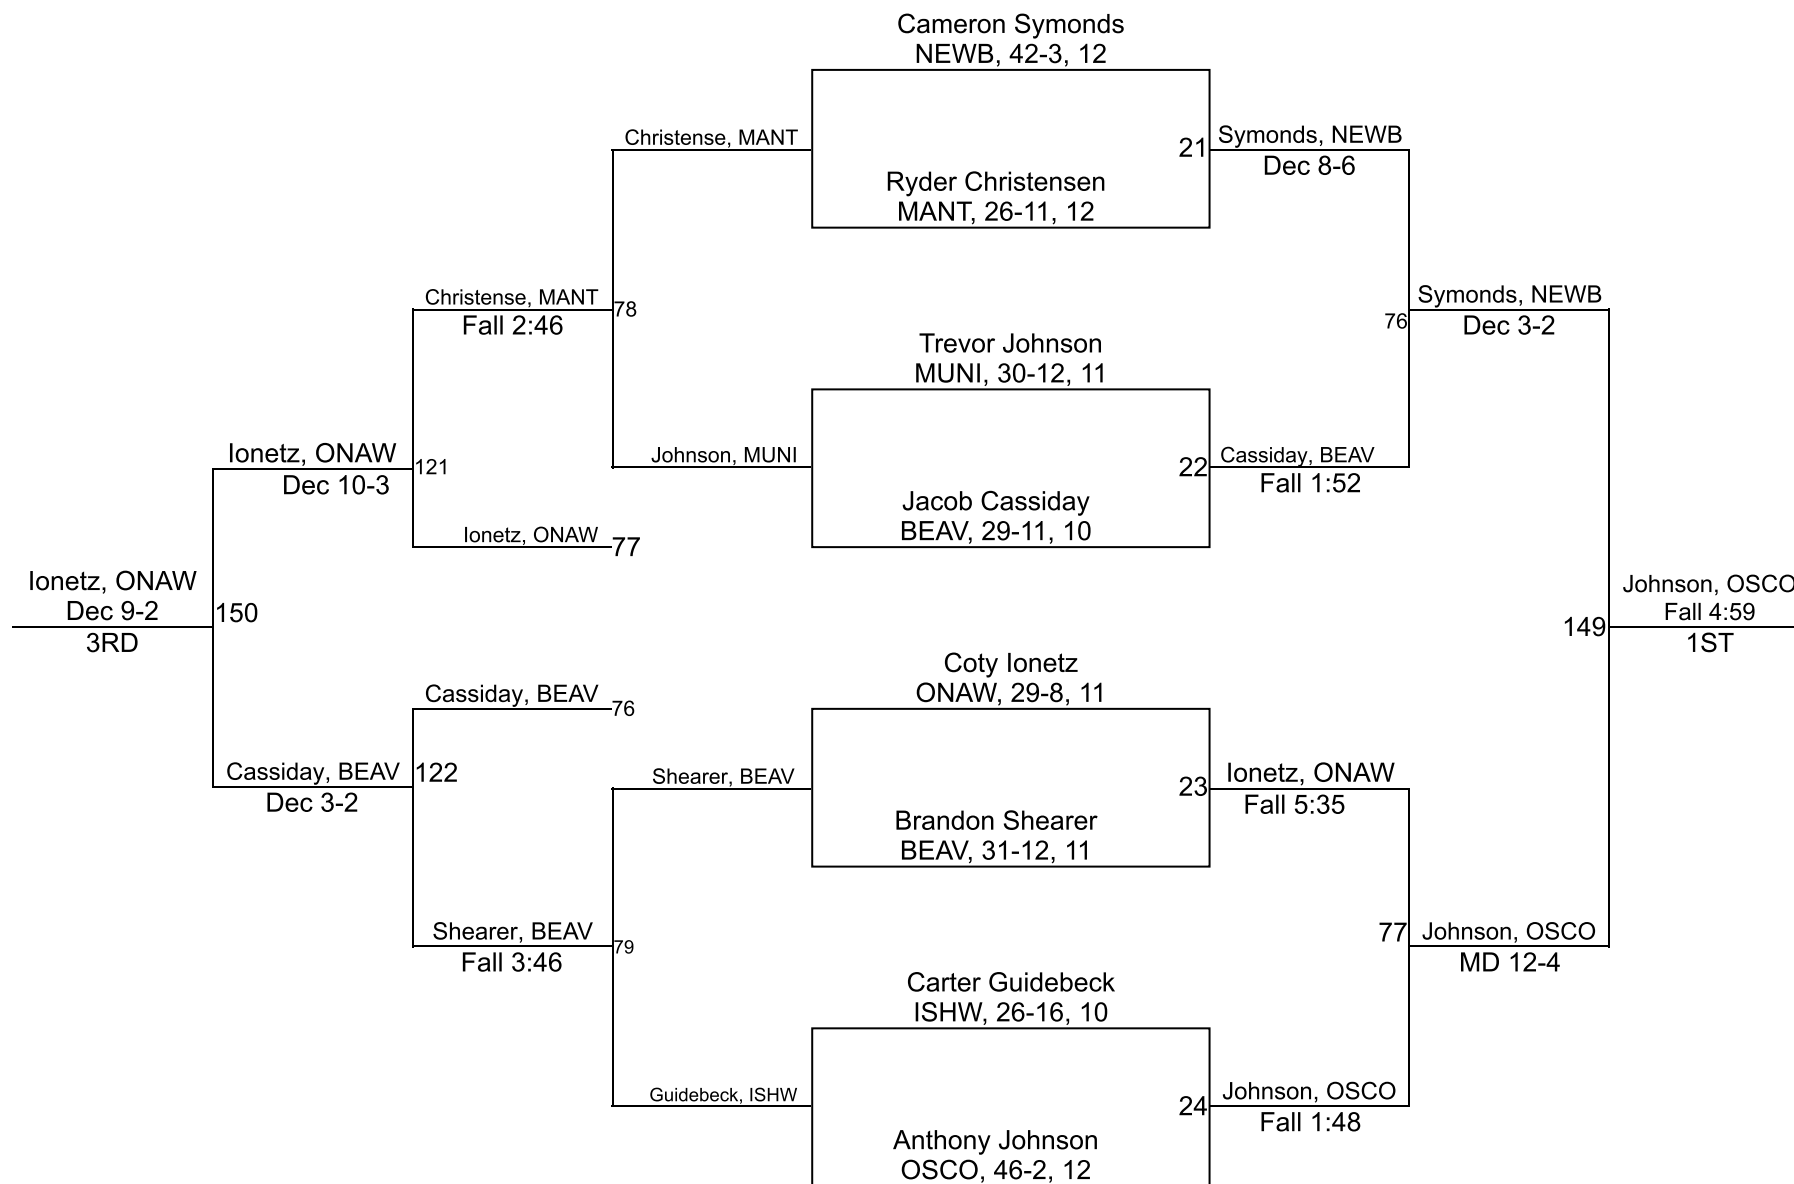 Cameron Symonds
NEWB, 42-3, 12
Christense, MANT
21
Symonds, NEWB
Dec 8-6
Ryder Christensen
MANT, 26-11, 12
Christense, MANT
Fall 2:46
78
Symonds, NEWB
Dec 3-2
76
Trevor Johnson
MUNI, 30-12, 11
Ionetz, ONAW
Dec 10-3
121
Johnson, MUNI
22
Cassiday, BEAV
Fall 1:52
Jacob Cassiday
BEAV, 29-11, 10
Ionetz, ONAW
77
Ionetz, ONAW
Dec 9-2
3RD
150
149
Johnson, OSCO
Fall 4:59
1ST
Coty Ionetz
ONAW, 29-8, 11
Cassiday, BEAV
76
Cassiday, BEAV
Dec 3-2
122
Shearer, BEAV
23
Ionetz, ONAW
Fall 5:35
Brandon Shearer
BEAV, 31-12, 11
Shearer, BEAV
Fall 3:46
79
77
Johnson, OSCO
MD 12-4
Carter Guidebeck
ISHW, 26-16, 10
Guidebeck, ISHW
24
Johnson, OSCO
Fall 1:48
Anthony Johnson
OSCO, 46-2, 12